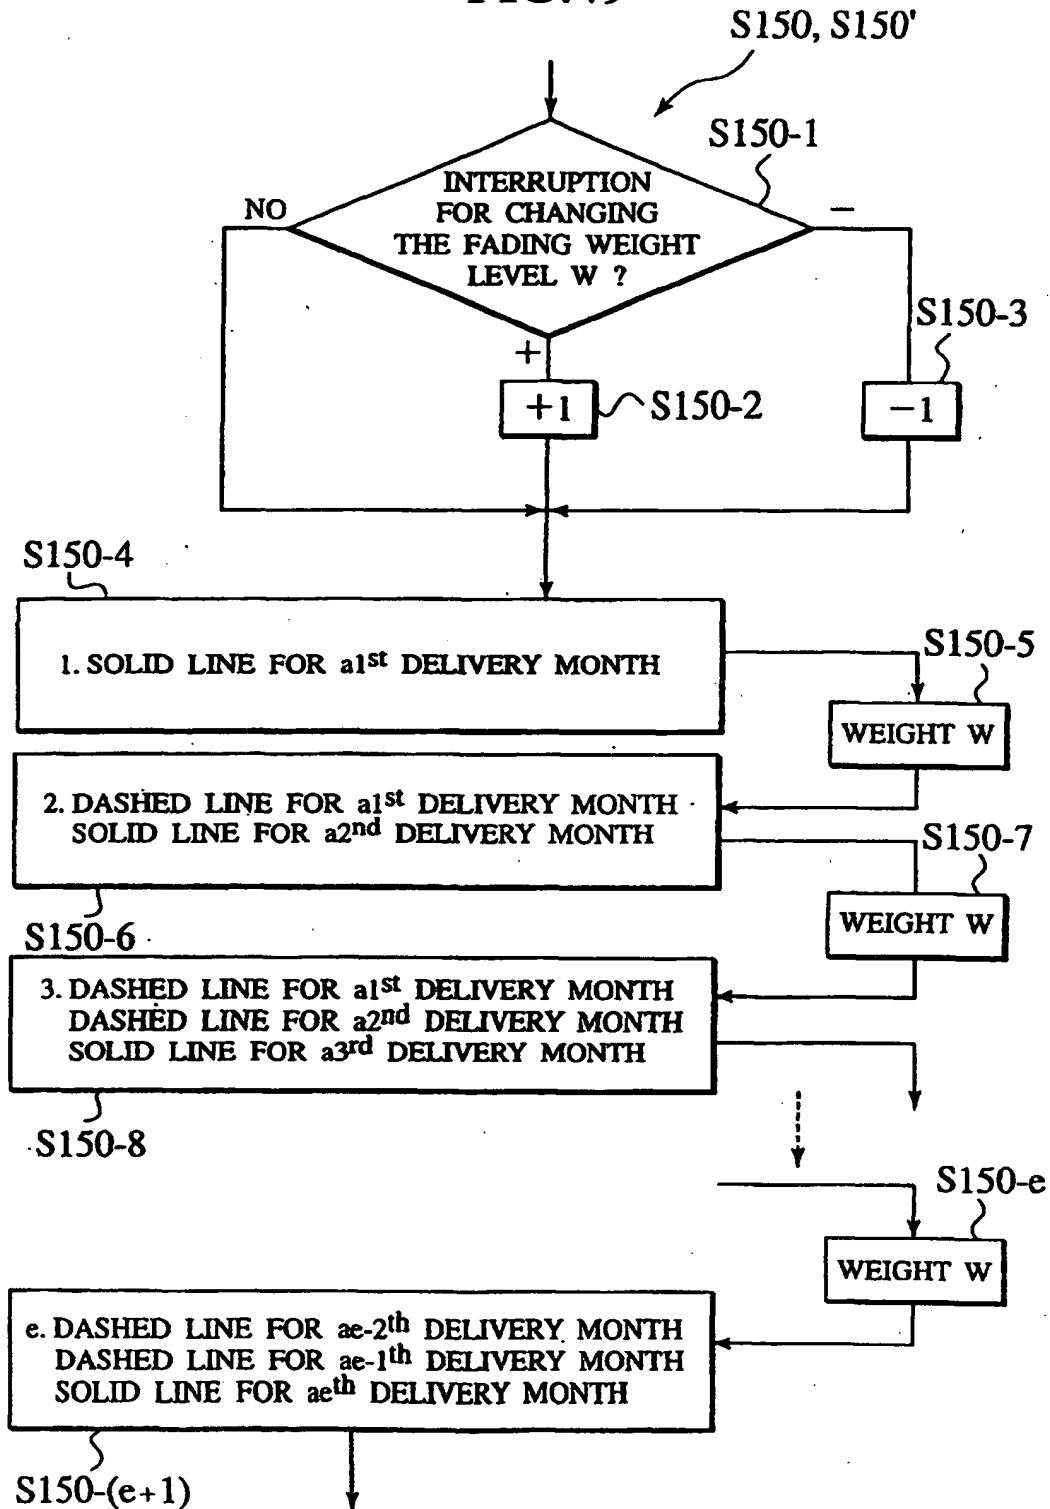 S150, S150'
S150-1
INTERRUPTION
FOR CHANGING
THE FADING WEIGHT
LEVEL W ?
NO
−
+
S150-3
+1
S150-2
−1
S150-4
1. SOLID LINE FOR a1st DELIVERY MONTH
S150-5
WEIGHT W
2. DASHED LINE FOR a1st DELIVERY MONTH
SOLID LINE FOR a2nd DELIVERY MONTH
S150-7
WEIGHT W
S150-6
3. DASHED LINE FOR a1st DELIVERY MONTH
DASHED LINE FOR a2nd DELIVERY MONTH
SOLID LINE FOR a3rd DELIVERY MONTH
S150-8
S150-e
WEIGHT W
e. DASHED LINE FOR ae-2th DELIVERY MONTH
DASHED LINE FOR ae-1th DELIVERY MONTH
SOLID LINE FOR aeth DELIVERY MONTH
S150-(e+1)